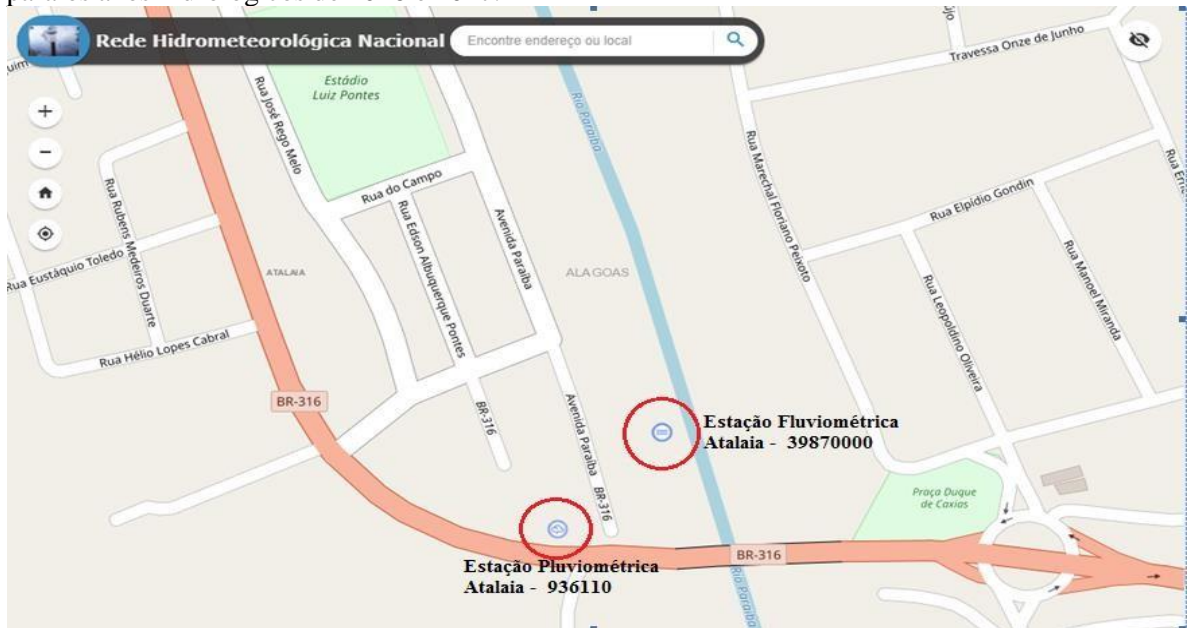 Rede Hidrometeorológica Nacional
Encontre endereço ou local
Travessa Onze de Junho
Estádio
Luiz Pontes
Rua José Rego Melo
Rio Paraíba
Rua do Campo
Rua Marechal Floriano Peixoto
Rua Elpídio Gondin
Rua Rubens Medeiros Duarte
Rua Edson Albuquerque Pontes
Avenida Paraíba
Rua Eustáquio Toledo
ATALAIA
ALAGOAS
Rua Manoel Miranda
Rua Leopoldino Oliveira
Rua Hélio Lopes Cabral
BR-316
BR-316
Avenida Paraíba
Estação Fluviométrica
Atalaia - 39870000
BR-316
Praça Duque
de Caxias
BR-316
Estação Pluviométrica
Atalaia - 936110
Rio Paraíba